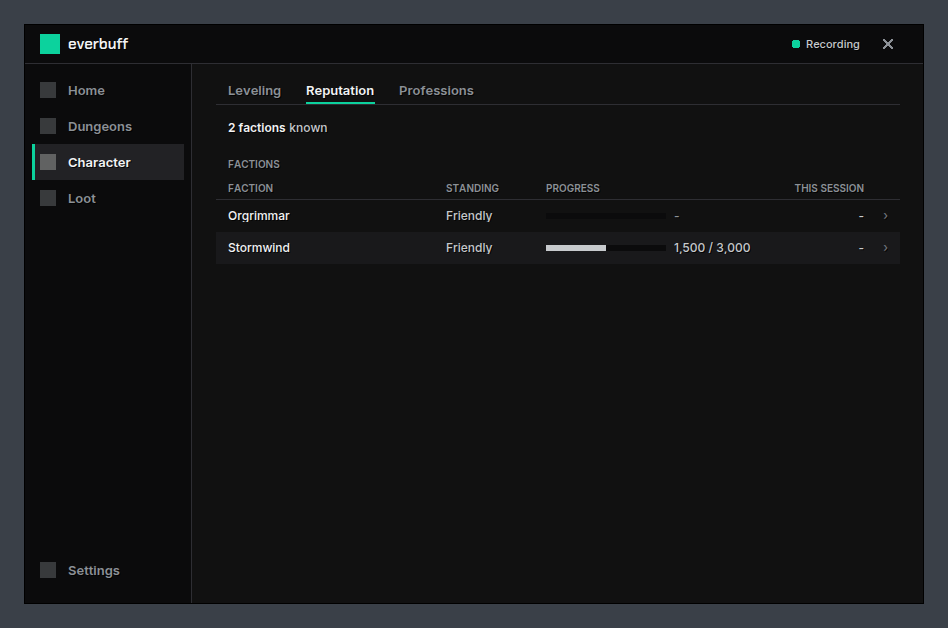 everbuff
Recording
Home
Dungeons
Character
Loot
Settings
Leveling Reputation Professions
2 factions known
FACTIONS
FACTION STANDING PROGRESS THIS SESSION
Orgrimmar Friendly - - ›
Stormwind Friendly 1,500 / 3,000 - ›